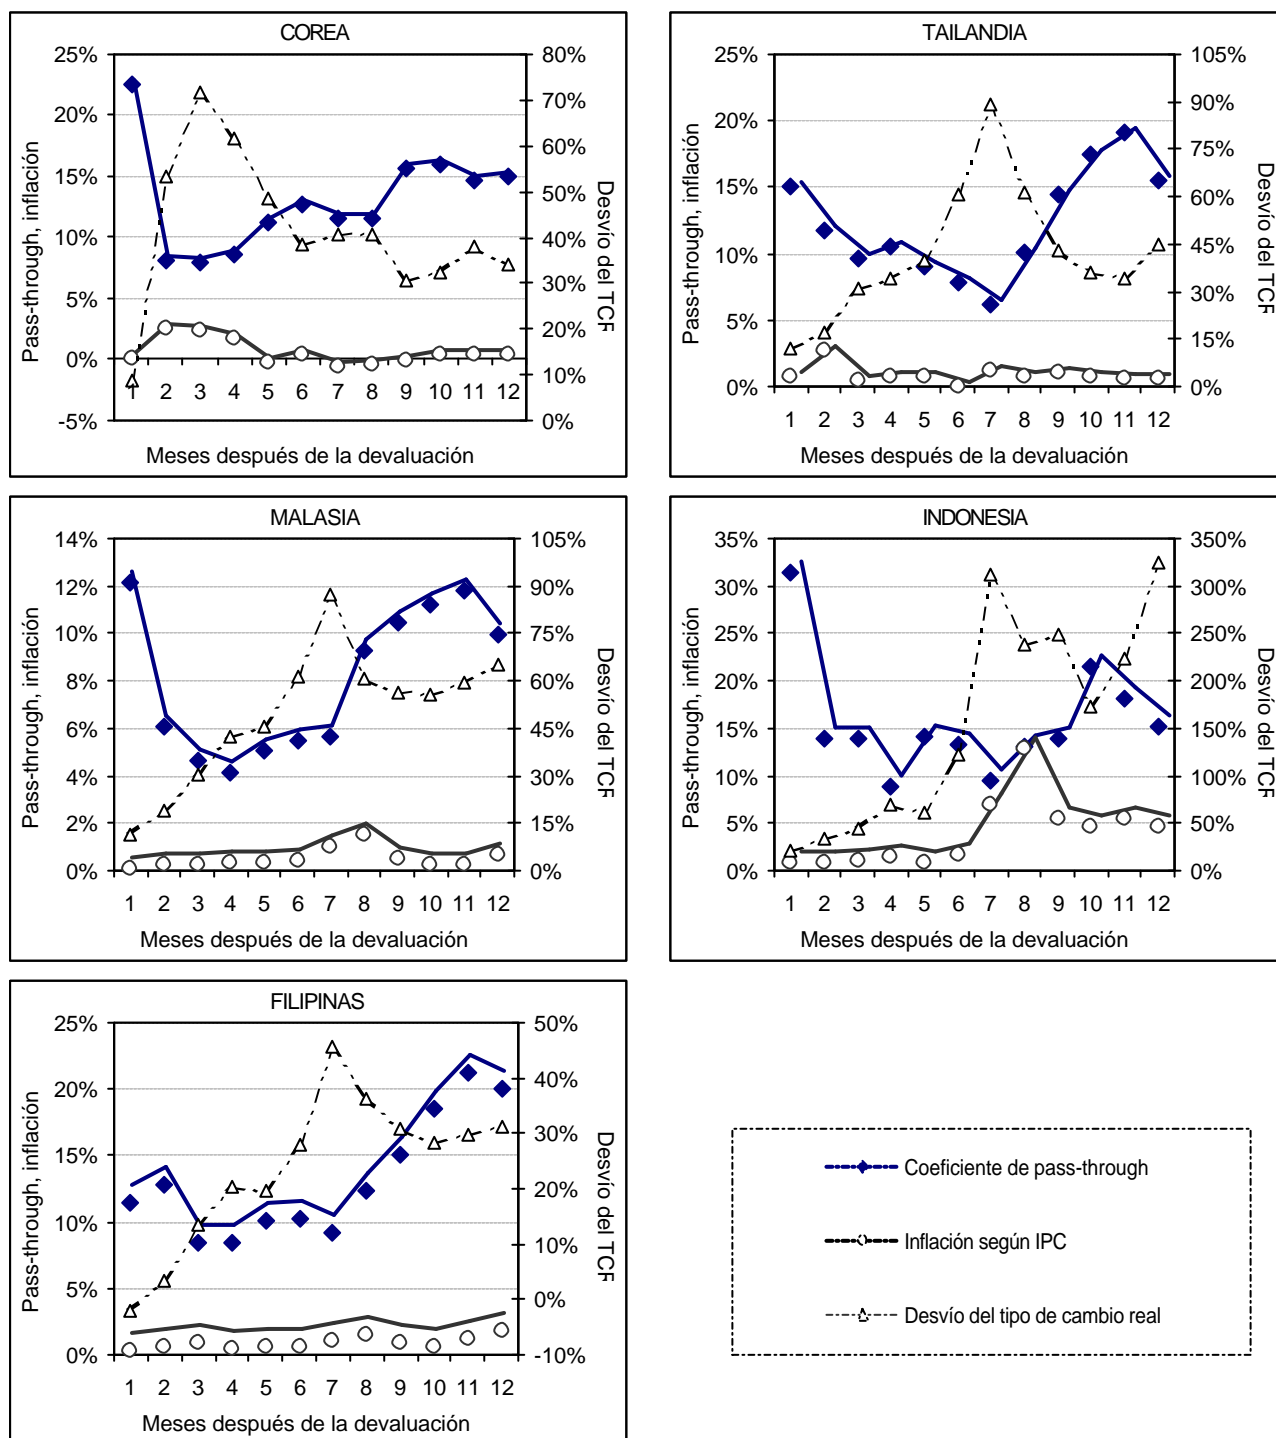 COREA
25%
20%
15%
10%
5%
0%
-5%
80%
70%
60%
50%
40%
30%
20%
10%
0%
Pass-through, inflación
Desvío del TCR
1 2 3 4 5 6 7 8 9 10 11 12
Meses después de la devaluación
TAILANDIA
25%
20%
15%
10%
5%
0%
105%
90%
75%
60%
45%
30%
15%
0%
Pass-through, inflación
Desvío del TCR
1 2 3 4 5 6 7 8 9 10 11 12
Meses después de la devaluación
MALASIA
14%
12%
10%
8%
6%
4%
2%
0%
105%
90%
75%
60%
45%
30%
15%
0%
Pass-through, inflación
Desvío del TCR
1 2 3 4 5 6 7 8 9 10 11 12
Meses después de la devaluación
INDONESIA
35%
30%
25%
20%
15%
10%
5%
0%
350%
300%
250%
200%
150%
100%
50%
0%
Pass-through, inflación
Desvío del TCR
1 2 3 4 5 6 7 8 9 10 11 12
Meses después de la devaluación
FILIPINAS
25%
20%
15%
10%
5%
0%
50%
40%
30%
20%
10%
0%
-10%
Pass-through, inflación
Desvío del TCR
1 2 3 4 5 6 7 8 9 10 11 12
Meses después de la devaluación
Coeficiente de pass-through
Inflación según IPC
Desvío del tipo de cambio real